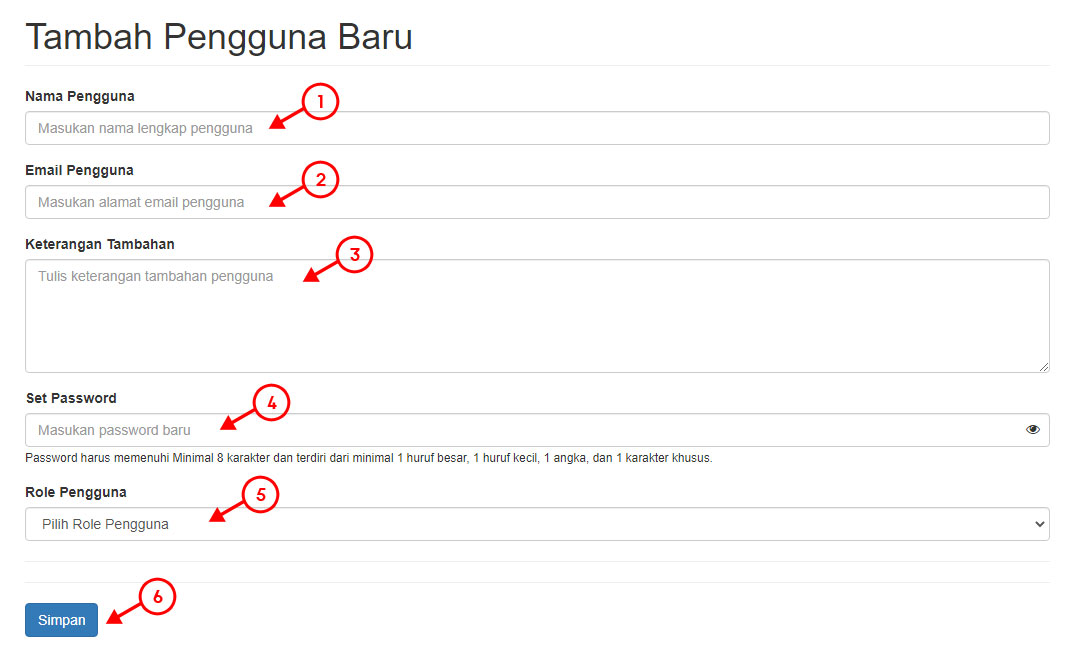 Tambah Pengguna Baru
Nama Pengguna
1
Masukan nama lengkap pengguna
Email Pengguna
2
Masukan alamat email pengguna
Keterangan Tambahan
3
Tulis keterangan tambahan pengguna
Set Password
4
Masukan password baru
Password harus memenuhi Minimal 8 karakter dan terdiri dari minimal 1 huruf besar, 1 huruf kecil, 1 angka, dan 1 karakter khusus.
Role Pengguna
5
Pilih Role Pengguna
6
Simpan